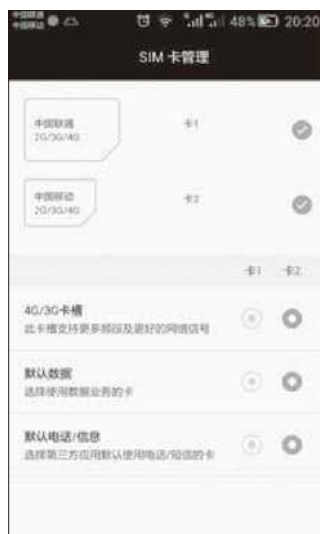 中国联通
中国移动
48% 20:20
SIM 卡管理
中国联通
2G/3G/4G
卡1
中国移动
2G/3G/4G
卡2
卡1 卡2
4G/3G卡槽
此卡槽支持更多频段及更好的网络信号
默认数据
选择使用数据业务的卡
默认电话/信息
选择第三方应用默认使用电话/短信的卡